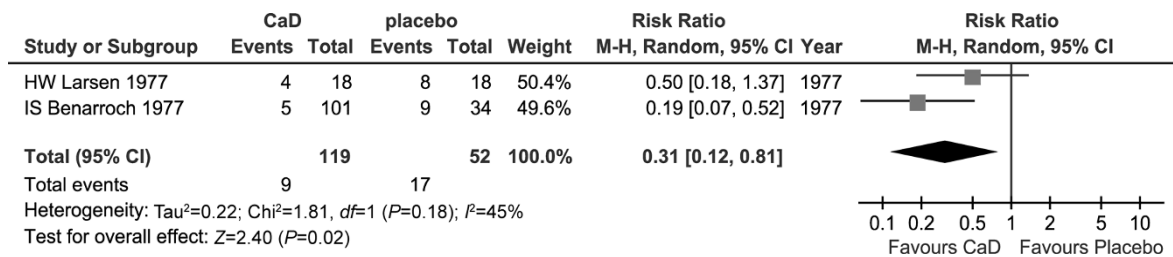 CaD placebo Risk Ratio Risk Ratio
Study or Subgroup Events Total Events Total Weight M-H, Random, 95% CI Year M-H, Random, 95% CI
HW Larsen 1977 4 18 8 18 50.4% 0.50 [0.18, 1.37] 1977
IS Benarroch 1977 5 101 9 34 49.6% 0.19 [0.07, 0.52] 1977
Total (95% CI) 119 52 100.0% 0.31 [0.12, 0.81]
Total events 9 17
Heterogeneity: Tau²=0.22; Chi²=1.81, df=1 (P=0.18); I²=45%
Test for overall effect: Z=2.40 (P=0.02)
0.1 0.2 0.5 1 2 5 10
Favours CaD Favours Placebo